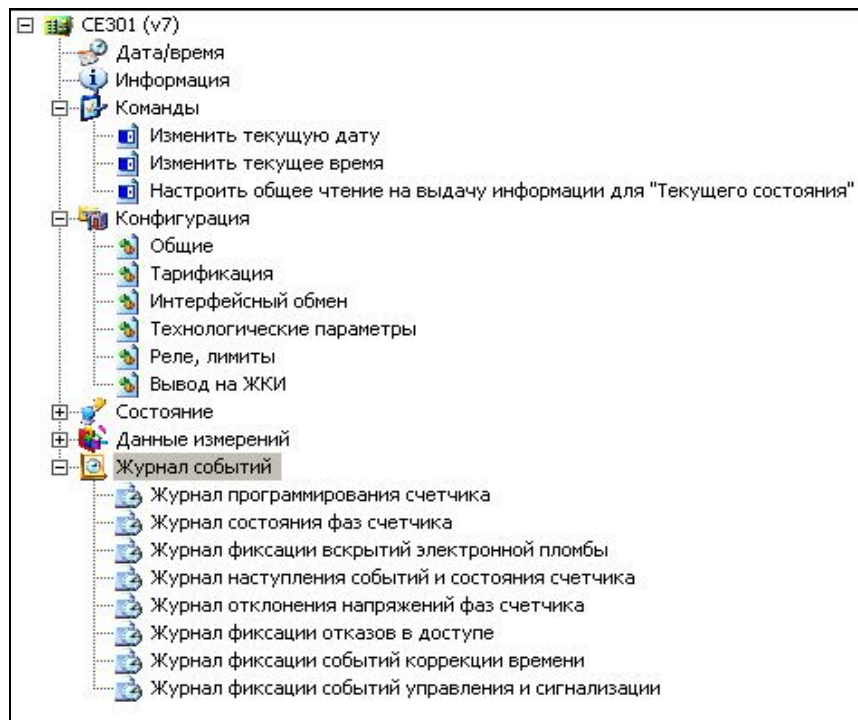 CE301 (v7)
Дата/время
Информация
Команды
Изменить текущую дату
Изменить текущее время
Настроить общее чтение на выдачу информации для "Текущего состояния"
Конфигурация
Общие
Тарификация
Интерфейсный обмен
Технологические параметры
Реле, лимиты
Вывод на ЖКИ
Состояние
Данные измерений
Журнал событий
Журнал программирования счетчика
Журнал состояния фаз счетчика
Журнал фиксации вскрытий электронной пломбы
Журнал наступления событий и состояния счетчика
Журнал отклонения напряжений фаз счетчика
Журнал фиксации отказов в доступе
Журнал фиксации событий коррекции времени
Журнал фиксации событий управления и сигнализации